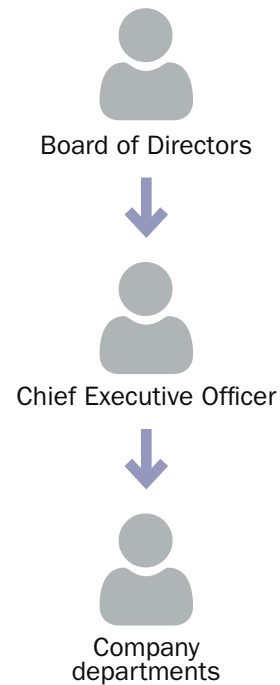 Board of Directors
Chief Executive Officer
Company
departments